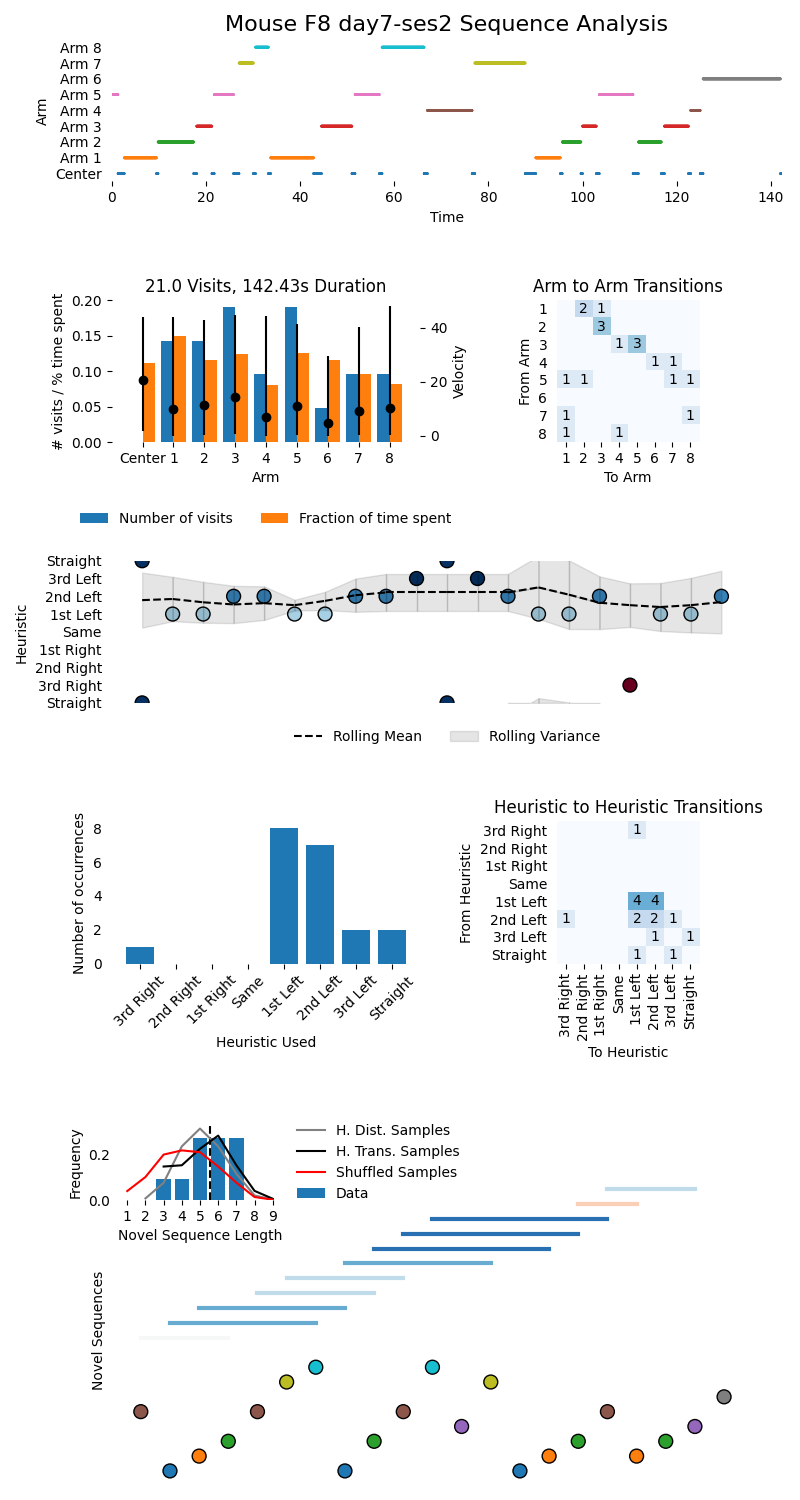 Mouse F8 day7-ses2 Sequence Analysis
Arm
Arm 8
Arm 7
Arm 6
Arm 5
Arm 4
Arm 3
Arm 2
Arm 1
Center
0 20 40 60 80 100 120 140
Time
21.0 Visits, 142.43s Duration
# visits / % time spent
0.20
0.15
0.10
0.05
0.00
40
20
0
Velocity
Center 1 2 3 4 5 6 7 8
Arm
Number of visits Fraction of time spent
Arm to Arm Transitions
From Arm
1 2 1
2 3
3 1 3
4 1 1
5 1 1 1 1
6
7 1 1
8 1 1
1 2 3 4 5 6 7 8
To Arm
Heuristic
Straight
3rd Left
2nd Left
1st Left
Same
1st Right
2nd Right
3rd Right
Straight
Rolling Mean Rolling Variance
Number of occurrences
8
6
4
2
0
3rd Right 2nd Right 1st Right Same 1st Left 2nd Left 3rd Left Straight
Heuristic Used
Heuristic to Heuristic Transitions
From Heuristic
3rd Right 1
2nd Right
1st Right
Same
1st Left 4 4
2nd Left 1 2 2 1
3rd Left 1 1
Straight 1 1
3rd Right 2nd Right 1st Right Same 1st Left 2nd Left 3rd Left Straight
To Heuristic
Frequency
0.2
0.0
1 2 3 4 5 6 7 8 9
Novel Sequence Length
H. Dist. Samples
H. Trans. Samples
Shuffled Samples
Data
Novel Sequences